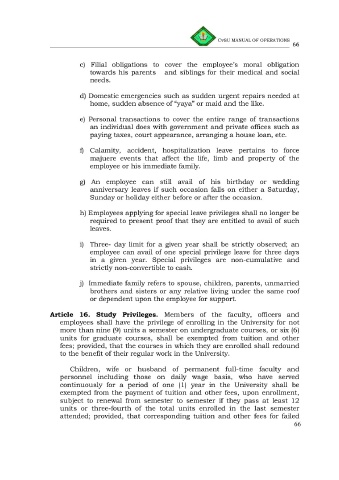 CvSU MANUAL OF OPERATIONS
66
c) Filial obligations to cover the employee's moral obligation
towards his parents and siblings for their medical and social
needs.
d) Domestic emergencies such as sudden urgent repairs needed at
home, sudden absence of "yaya" or maid and the like.
e) Personal transactions to cover the entire range of transactions
an individual does with government and private offices such as
paying taxes, court appearance, arranging a house loan, etc.
f) Calamity, accident, hospitalization leave pertains to force
majuere events that affect the life, limb and property of the
employee or his immediate family.
g) An employee can still avail of his birthday or wedding
anniversary leaves if such occasion falls on either a Saturday,
Sunday or holiday either before or after the occasion.
h) Employees applying for special leave privileges shall no longer be
required to present proof that they are entitled to avail of such
leaves.
i) Three- day limit for a given year shall be strictly observed; an
employee can avail of one special privilege leave for three days
in a given year. Special privileges are non-cumulative and
strictly non-convertible to cash.
j) Immediate family refers to spouse, children, parents, unmarried
brothers and sisters or any relative living under the same roof
or dependent upon the employee for support.
Article 16. Study Privileges. Members of the faculty, officers and
employees shall have the privilege of enrolling in the University for not
more than nine (9) units a semester on undergraduate courses, or six (6)
units for graduate courses, shall be exempted from tuition and other
fees; provided, that the courses in which they are enrolled shall redound
to the benefit of their regular work in the University.
Children, wife or husband of permanent full-time faculty and
personnel including those on daily wage basis, who have served
continuously for a period of one (1) year in the University shall be
exempted from the payment of tuition and other fees, upon enrollment,
subject to renewal from semester to semester if they pass at least 12
units or three-fourth of the total units enrolled in the last semester
attended; provided, that corresponding tuition and other fees for failed
66